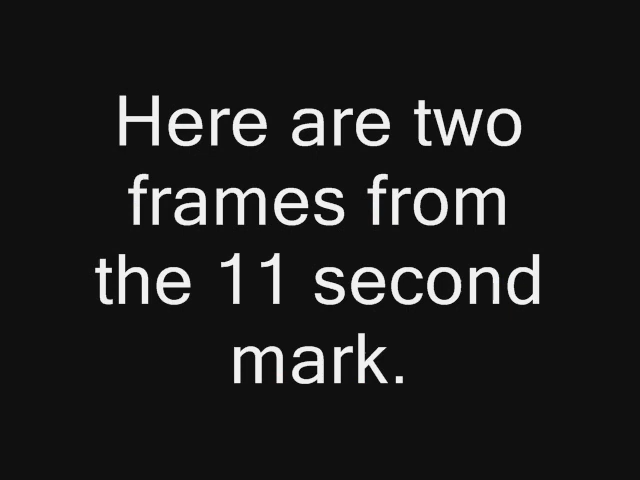 Here are two
frames from
the 11 second
mark.